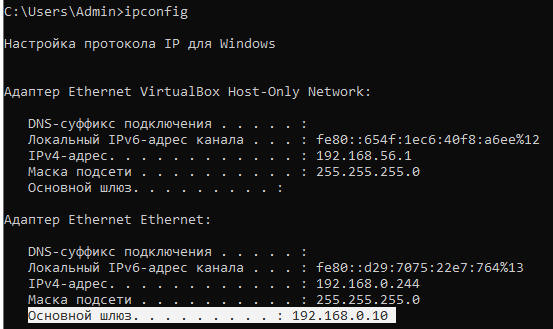 C:\Users\Admin>ipconfig
Настройка протокола IP для Windows
Адаптер Ethernet VirtualBox Host-Only Network:
DNS-суффикс подключения . . . . . :
Локальный IPv6-адрес канала . . . : fe80::654f:1ec6:40f8:a6ee%12
IPv4-адрес. . . . . . . . . . . . : 192.168.56.1
Маска подсети . . . . . . . . . . : 255.255.255.0
Основной шлюз. . . . . . . . . :
Адаптер Ethernet Ethernet:
DNS-суффикс подключения . . . . . :
Локальный IPv6-адрес канала . . . : fe80::d29:7075:22e7:764%13
IPv4-адрес. . . . . . . . . . . . : 192.168.0.244
Маска подсети . . . . . . . . . . : 255.255.255.0
Основной шлюз. . . . . . . . . : 192.168.0.10